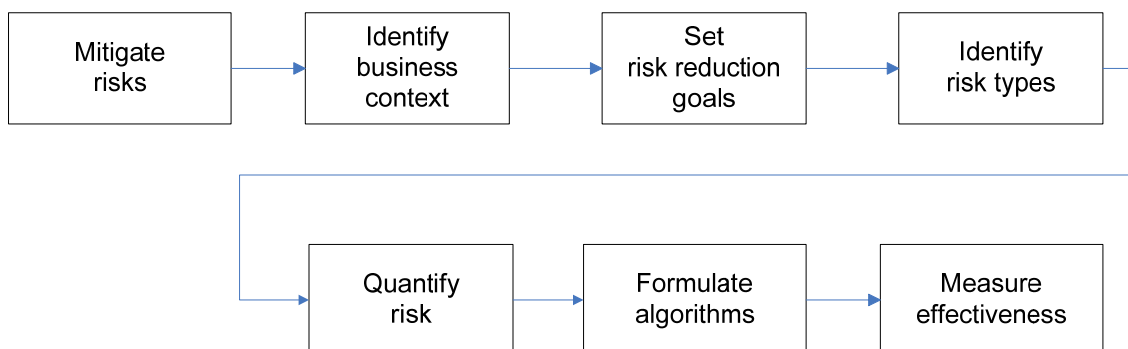 Mitigate
risks
Identify
business
context
Set
risk reduction
goals
Identify
risk types
Quantify
risk
Formulate
algorithms
Measure
effectiveness